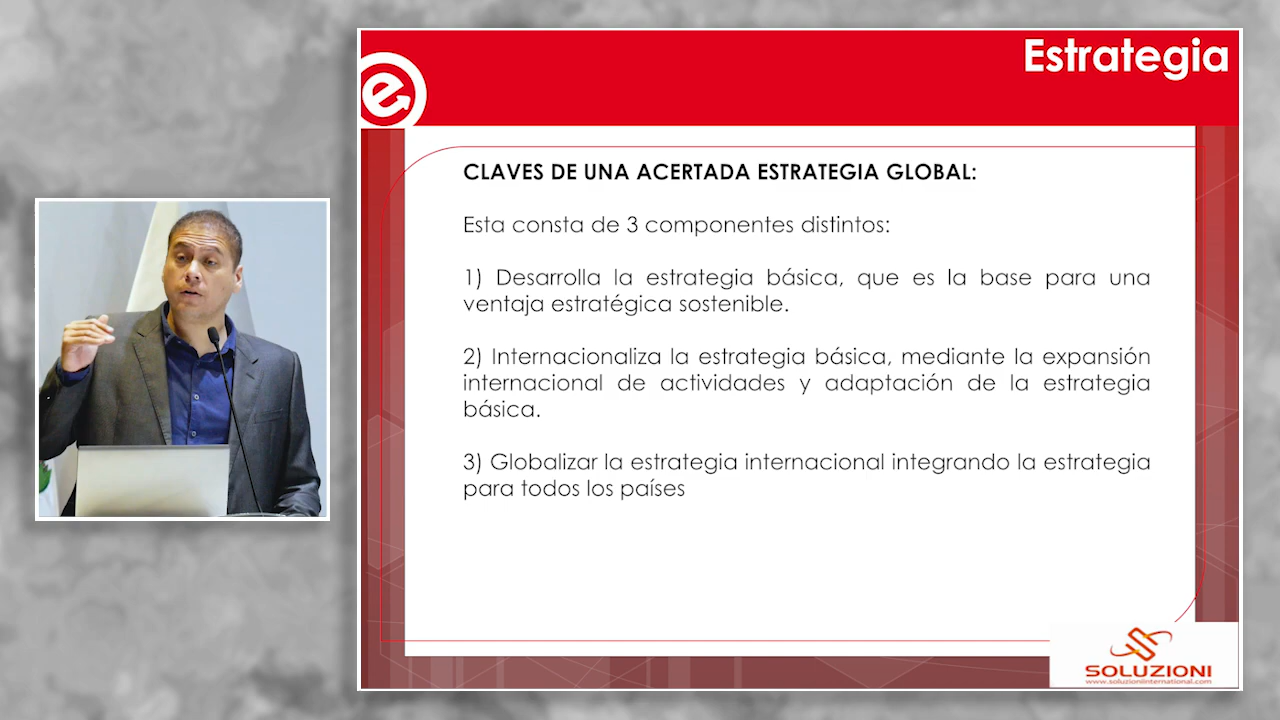 Estrategia
e
CLAVES DE UNA ACERTADA ESTRATEGIA GLOBAL:
Esta consta de 3 componentes distintos:
1) Desarrolla la estrategia básica, que es la base para una
ventaja estratégica sostenible.
2) Internacionaliza la estrategia básica, mediante la expansión
internacional de actividades y adaptación de la estrategia
básica.
3) Globalizar la estrategia internacional integrando la estrategia
para todos los países
SOLUZIONI
www.soluzioniinternational.com